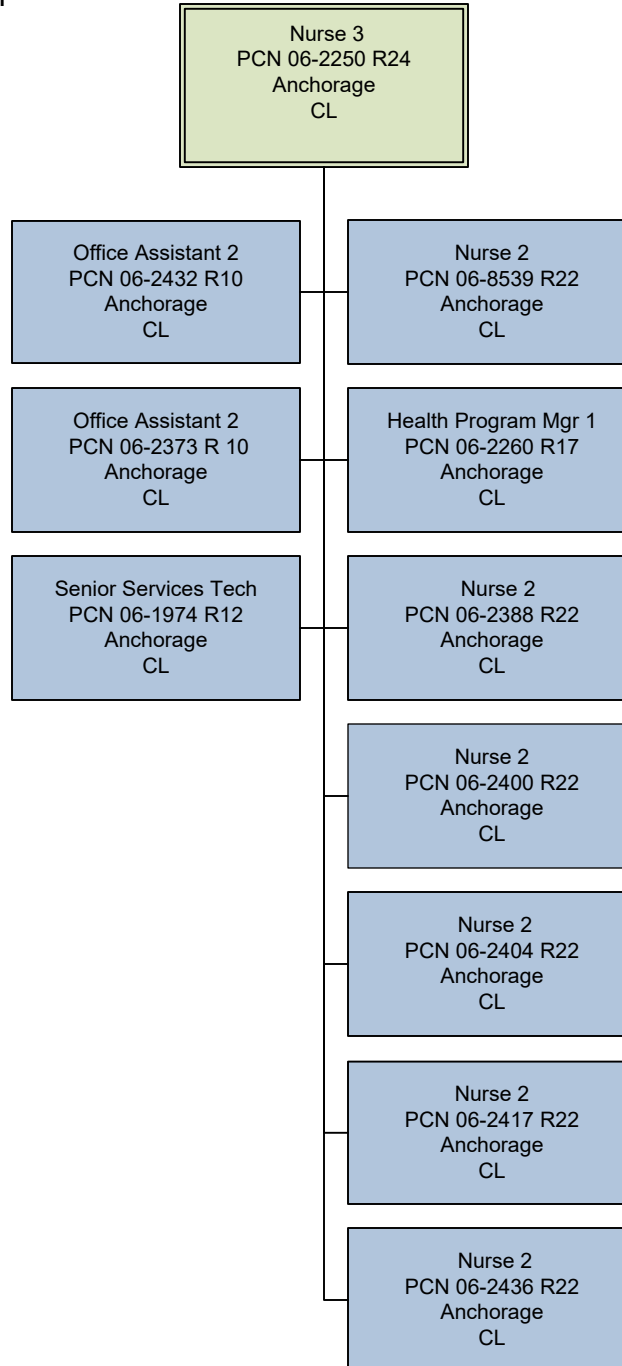 Nurse 3
PCN 06-2250 R24
Anchorage
CL
Office Assistant 2
PCN 06-2432 R10
Anchorage
CL
Nurse 2
PCN 06-8539 R22
Anchorage
CL
Office Assistant 2
PCN 06-2373 R 10
Anchorage
CL
Health Program Mgr 1
PCN 06-2260 R17
Anchorage
CL
Senior Services Tech
PCN 06-1974 R12
Anchorage
CL
Nurse 2
PCN 06-2388 R22
Anchorage
CL
Nurse 2
PCN 06-2400 R22
Anchorage
CL
Nurse 2
PCN 06-2404 R22
Anchorage
CL
Nurse 2
PCN 06-2417 R22
Anchorage
CL
Nurse 2
PCN 06-2436 R22
Anchorage
CL